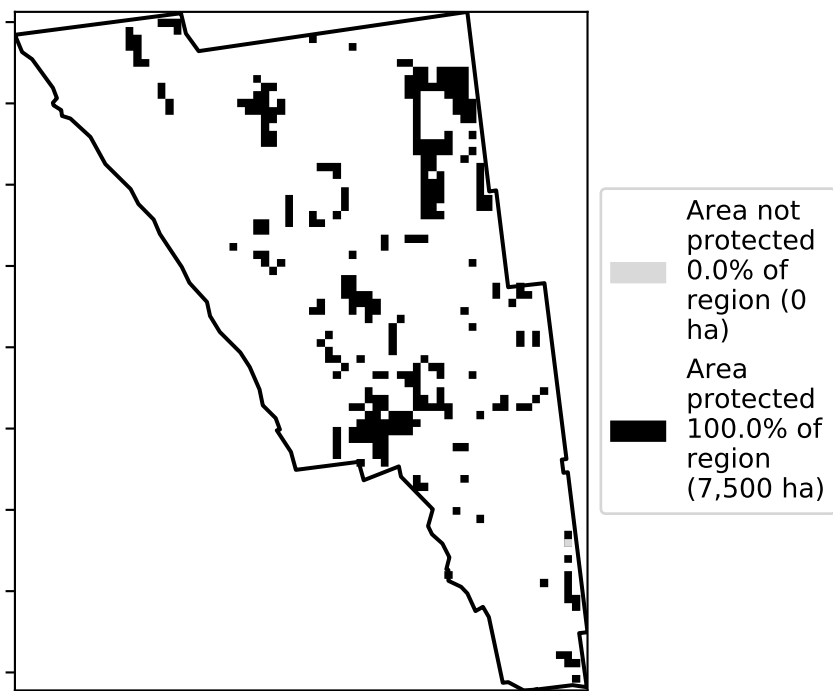 Area not
protected
0.0% of
region (0
ha)
Area
protected
100.0% of
region
(7,500 ha)